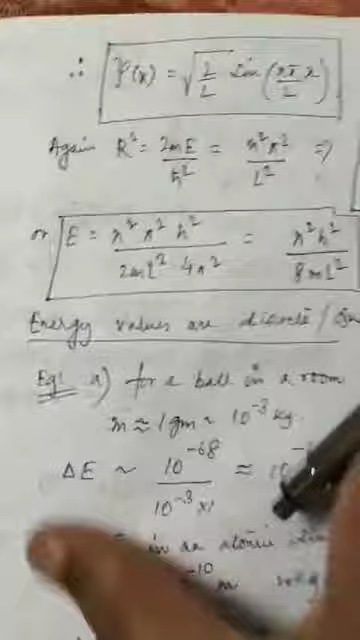 ∴ Ψ(x) = √(2/L) sin(nπx/L)
Again K² = 2mE/ħ² = n²π²/L² ⇒
or E = n²π²h²/2mL²·4π² = n²h²/8mL²
Energy values are discrete/
Eg: a) for a ball in a room
m ≈ 1gm ~ 10⁻³ kg.
ΔE ~ 10⁻⁶⁸/10⁻³×1 ≈ 10
in an atomic
⁻¹⁰ m